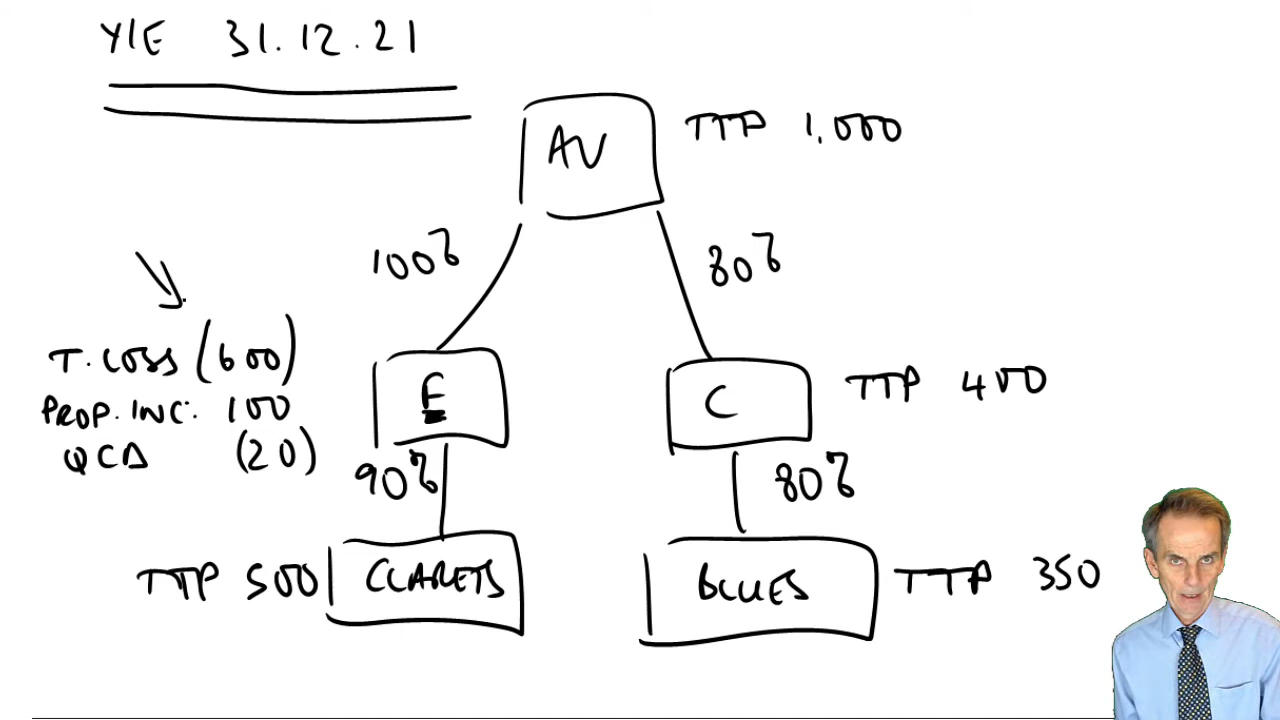 Y/E 31.12.21
AV
TTP 1,000
100%
80%
T. LOSS (600)
PROP. INC. 100
QCD (20)
E
C
TTP 400
90%
80%
TTP 500
CLARETS
BLUES
TTP 350